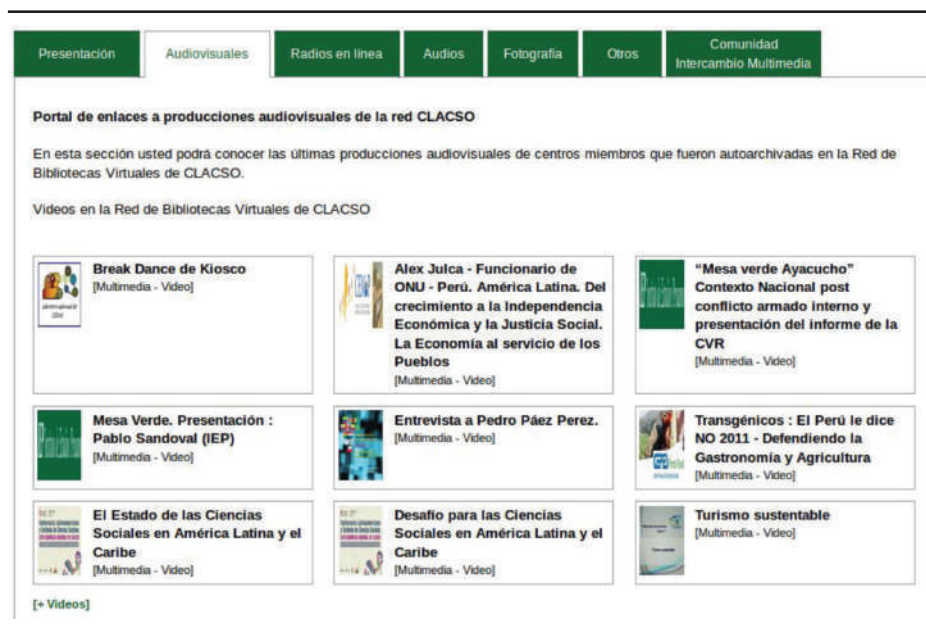 Presentación
Audiovisuales
Radios en línea
Audios
Fotografía
Otros
Comunidad
Intercambio Multimedia
Portal de enlaces a producciones audiovisuales de la red CLACSO
En esta sección usted podrá conocer las últimas producciones audiovisuales de centros miembros que fueron autoarchivadas en la Red de
Bibliotecas Virtuales de CLACSO.
Videos en la Red de Bibliotecas Virtuales de CLACSO
Break Dance de Kiosco
[Multimedia - Video]
Alex Julca - Funcionario de
ONU - Perú. América Latina. Del
crecimiento a la Independencia
Económica y la Justicia Social.
La Economía al servicio de los
Pueblos
[Multimedia - Video]
“Mesa verde Ayacucho”
Contexto Nacional post
conflicto armado interno y
presentación del informe de la
CVR
[Multimedia - Video]
Mesa Verde. Presentación :
Pablo Sandoval (IEP)
[Multimedia - Video]
Entrevista a Pedro Páez Perez.
[Multimedia - Video]
Transgénicos : El Perú le dice
NO 2011 - Defendiendo la
Gastronomía y Agricultura
[Multimedia - Video]
El Estado de las Ciencias
Sociales en América Latina y el
Caribe
[Multimedia - Video]
Desafío para las Ciencias
Sociales en América Latina y el
Caribe
[Multimedia - Video]
Turismo sustentable
[Multimedia - Video]
[+ Videos]